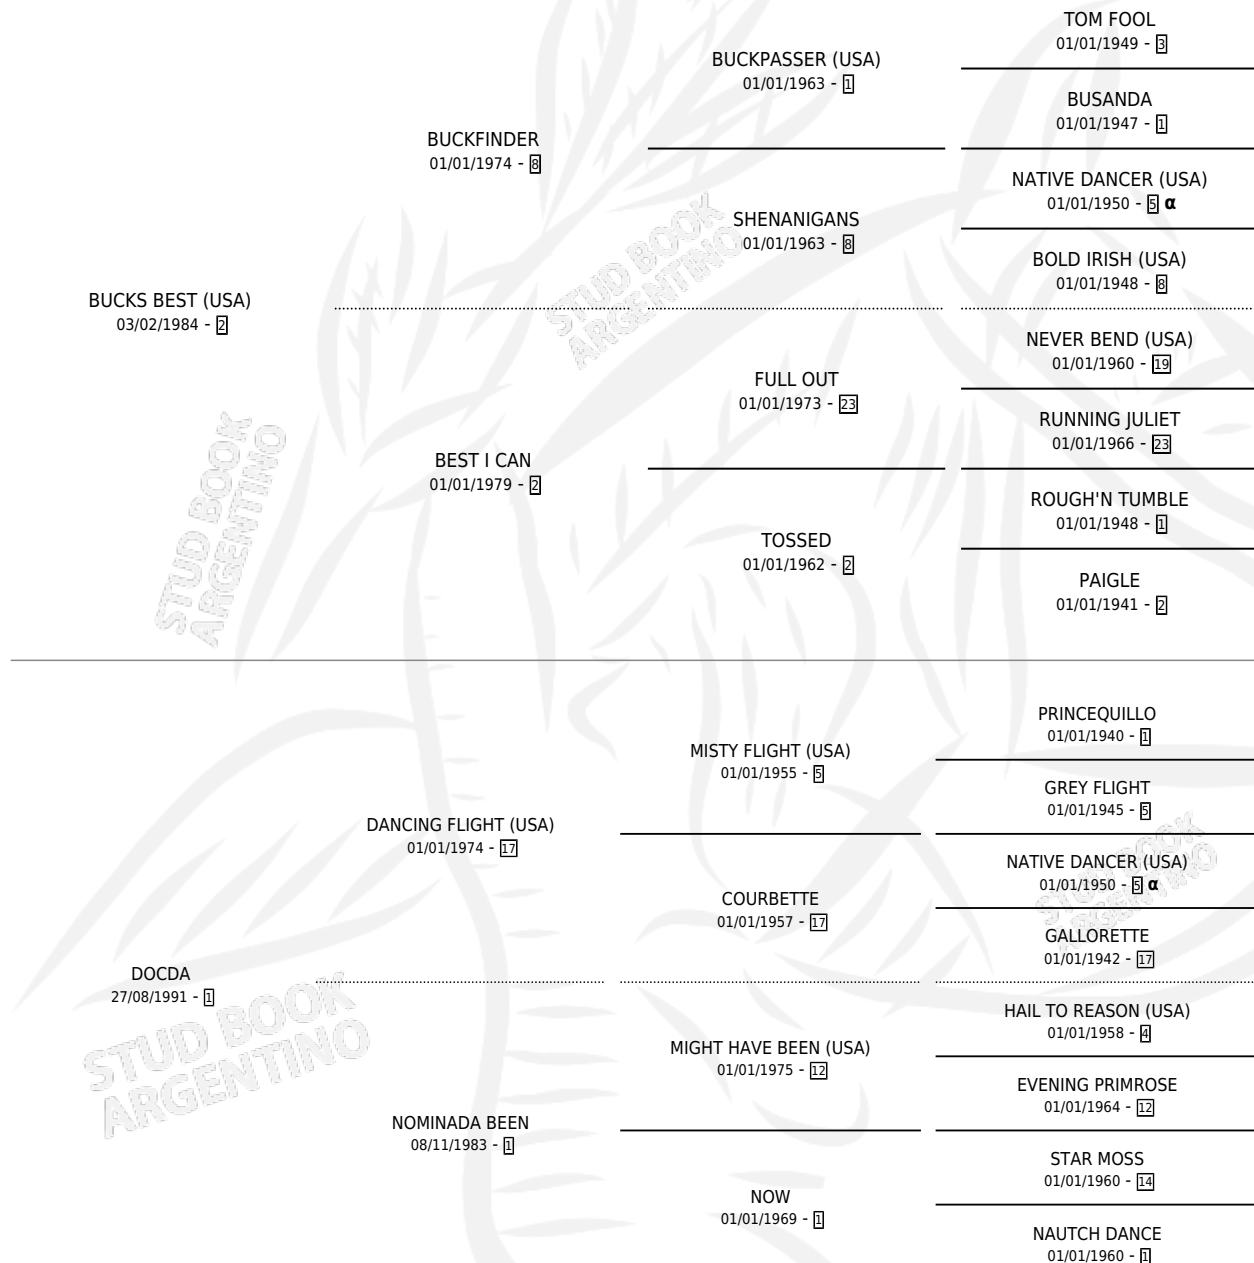 TOM FOOL
01/01/1949 - 3
BUCKPASSER (USA)
01/01/1963 - 1
BUSANDA
01/01/1947 - 1
BUCKFINDER
01/01/1974 - 8
NATIVE DANCER (USA)
01/01/1950 - 5 α
SHENANIGANS
01/01/1963 - 8
BOLD IRISH (USA)
01/01/1948 - 8
BUCKS BEST (USA)
03/02/1984 - 2
STUD BOOK
ARGENTINO
NEVER BEND (USA)
01/01/1960 - 19
FULL OUT
01/01/1973 - 23
RUNNING JULIET
01/01/1966 - 23
BEST I CAN
01/01/1979 - 2
STUD BOOK
ARGENTINO
ROUGH'N TUMBLE
01/01/1948 - 1
TOSSED
01/01/1962 - 2
PAIGLE
01/01/1941 - 2
PRINCEQUILLO
01/01/1940 - 1
MISTY FLIGHT (USA)
01/01/1955 - 5
GREY FLIGHT
01/01/1945 - 5
DANCING FLIGHT (USA)
01/01/1974 - 17
STUD BOOK
ARGENTINO
NATIVE DANCER (USA)
01/01/1950 - 5 α
COURBETTE
01/01/1957 - 17
GALLORETTE
01/01/1942 - 17
DOCDA
27/08/1991 - 1
STUD BOOK
ARGENTINO
HAIL TO REASON (USA)
01/01/1958 - 4
MIGHT HAVE BEEN (USA)
01/01/1975 - 12
EVENING PRIMROSE
01/01/1964 - 12
NOMINADA BEEN
08/11/1983 - 1
STAR MOSS
01/01/1960 - 14
NOW
01/01/1969 - 1
NAUTCH DANCE
01/01/1960 - 1